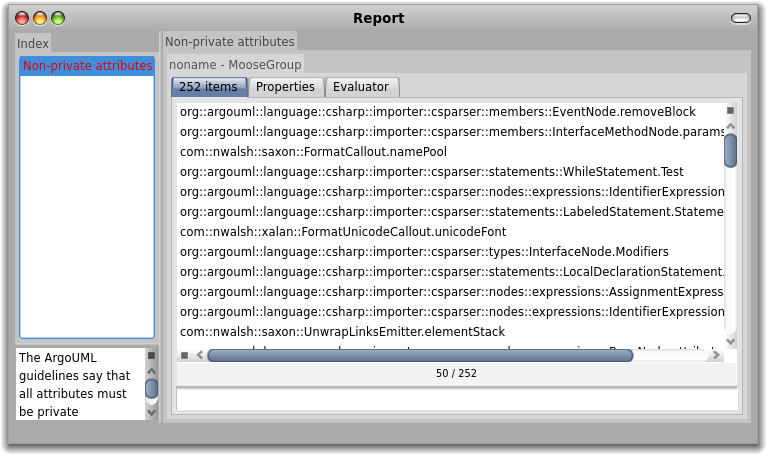 Report
Index
Non-private attributes
The ArgoUML
guidelines say that
all attributes must
be private
Non-private attributes
noname - MooseGroup
252 items Properties Evaluator
org::argouml::language::csharp::importer::csparser::members::EventNode.removeBlock
org::argouml::language::csharp::importer::csparser::members::InterfaceMethodNode.params
com::nwalsh::saxon::FormatCallout.namePool
org::argouml::language::csharp::importer::csparser::statements::WhileStatement.Test
org::argouml::language::csharp::importer::csparser::nodes::expressions::IdentifierExpression
org::argouml::language::csharp::importer::csparser::statements::LabeledStatement.Stateme
com::nwalsh::xalan::FormatUnicodeCallout.unicodeFont
org::argouml::language::csharp::importer::csparser::types::InterfaceNode.Modifiers
org::argouml::language::csharp::importer::csparser::statements::LocalDeclarationStatement.
org::argouml::language::csharp::importer::csparser::nodes::expressions::AssignmentExpress
org::argouml::language::csharp::importer::csparser::nodes::expressions::IdentifierExpression
com::nwalsh::saxon::UnwrapLinksEmitter.elementStack
50 / 252